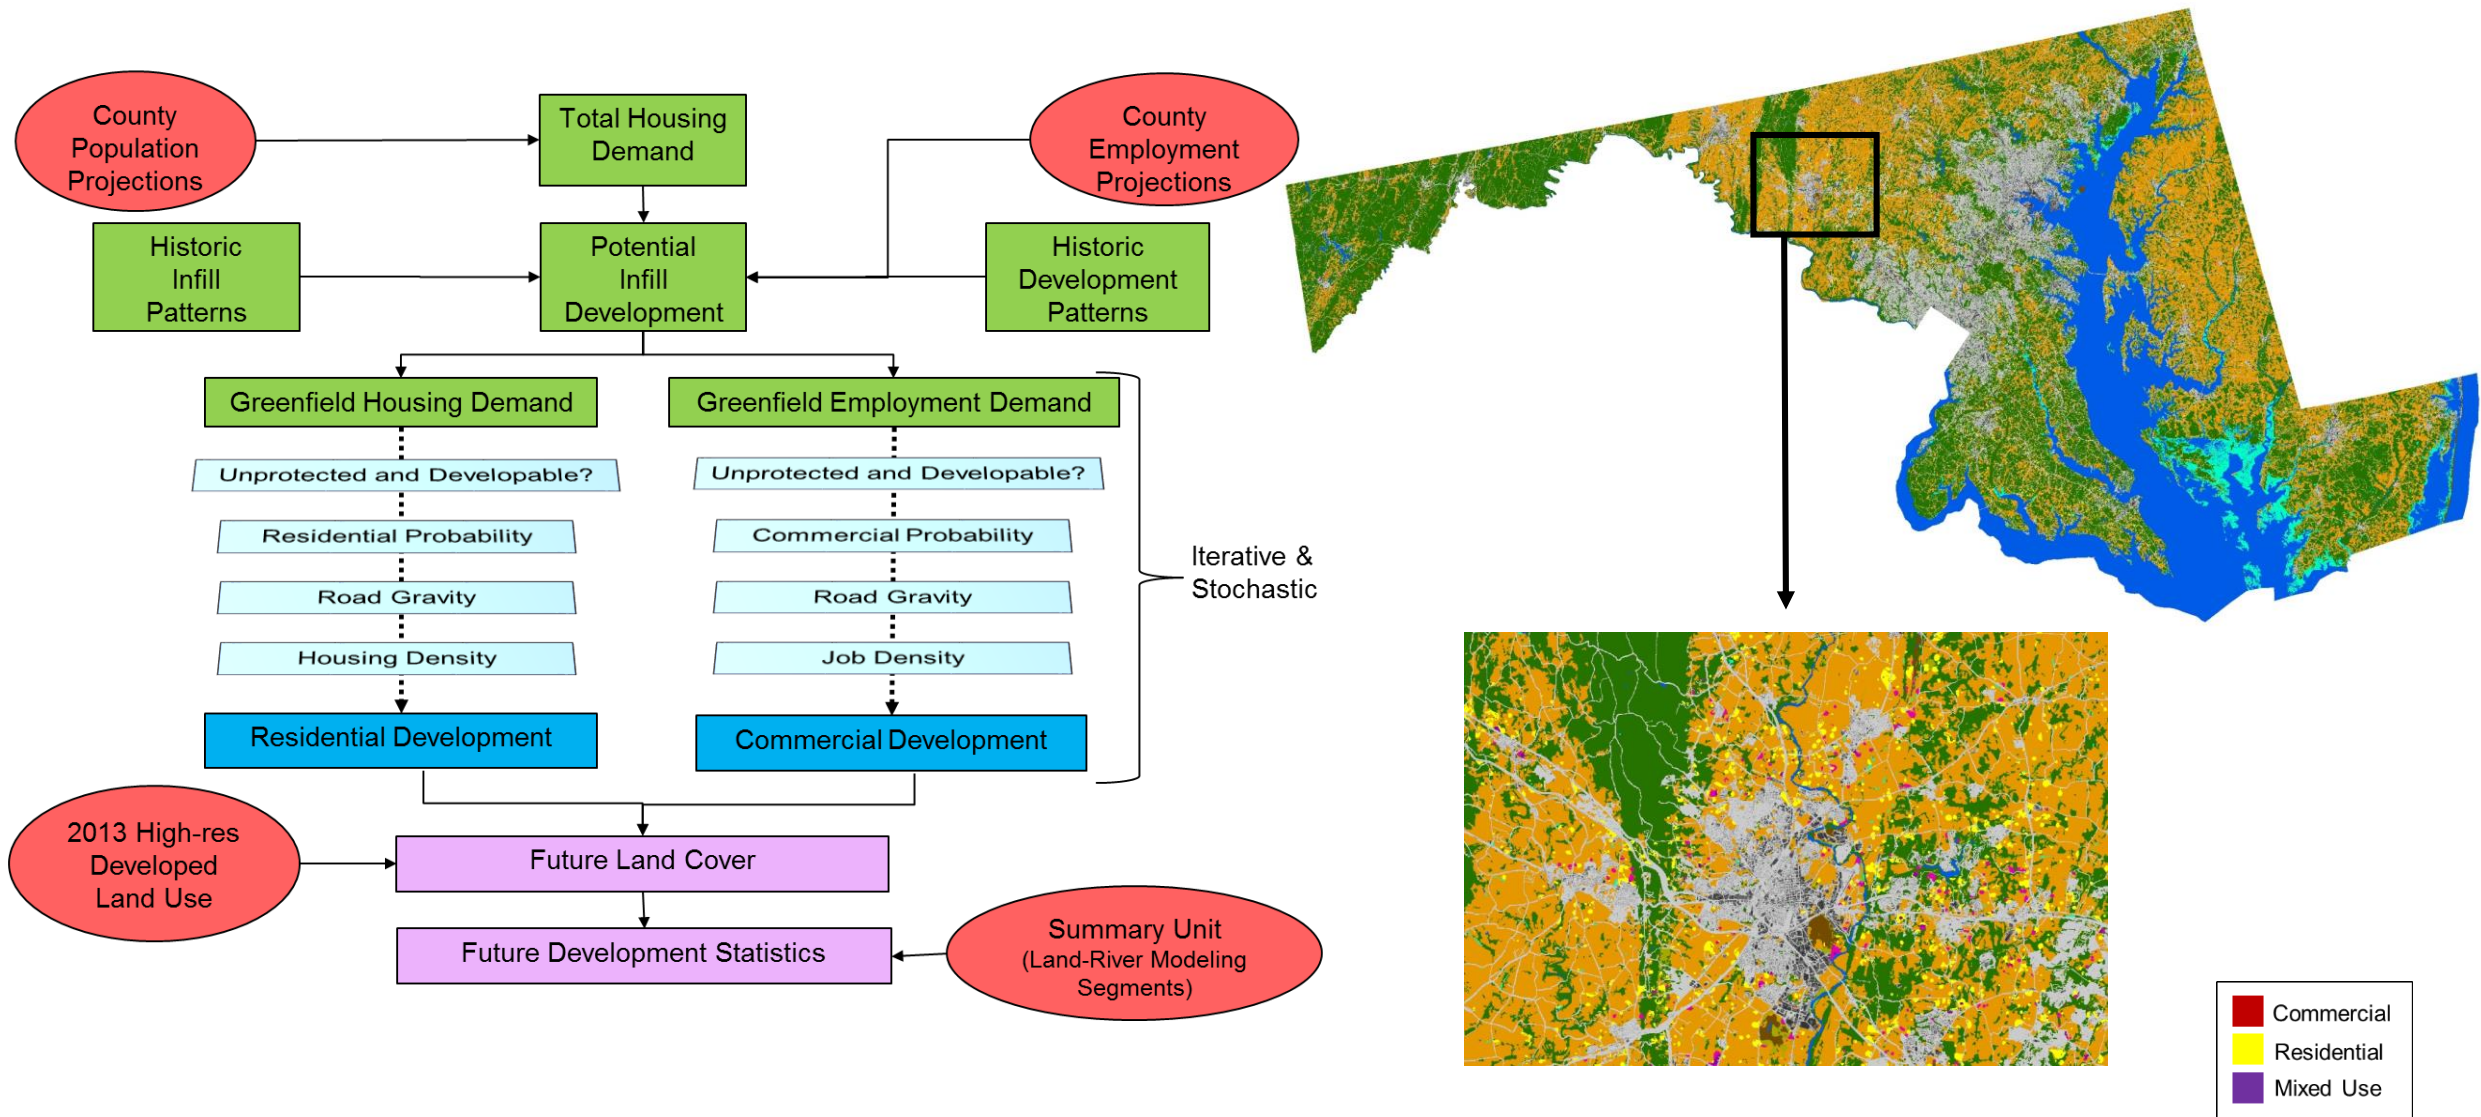 County
Population
Projections
Total Housing
Demand
County
Employment
Projections
Historic
Infill
Patterns
Potential
Infill
Development
Historic
Development
Patterns
Greenfield Housing Demand
Greenfield Employment Demand
Unprotected and Developable?
Unprotected and Developable?
Residential Probability
Commercial Probability
Road Gravity
Road Gravity
Housing Density
Job Density
Iterative &
Stochastic
Residential Development
Commercial Development
2013 High-res
Developed
Land Use
Future Land Cover
Future Development Statistics
Summary Unit
(Land-River Modeling
Segments)
Commercial
Residential
Mixed Use